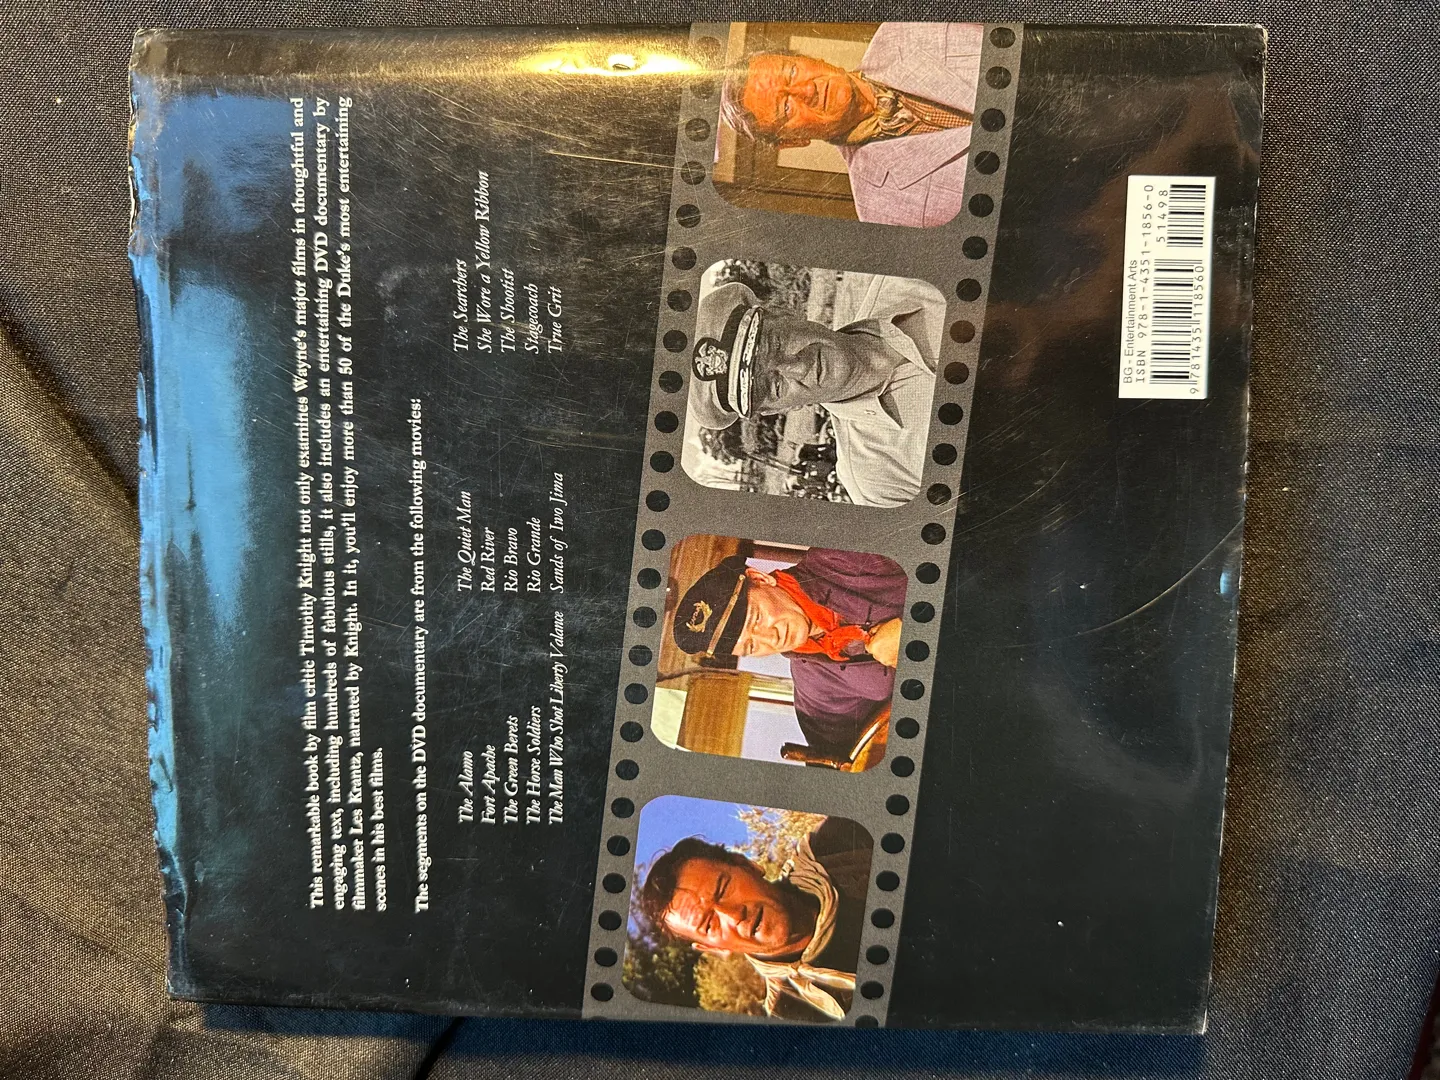 This remarkable book by film critic Timothy Knight not only examines Wayne's major films in thoughtful and
engaging text, including hundreds of fabulous stills, it also includes an entertaining DVD documentary by
filmmaker Les Krantz, narrated by Knight. In it, you'll enjoy more than 50 of the Duke's most entertaining
scenes in his best films.
The segments on the DVD documentary are from the following movies:
The Alamo
Fort Apache
The Green Berets
The Horse Soldiers
The Man Who Shot Liberty Valance
The Quiet Man
Red River
Rio Bravo
Rio Grande
Sands of Iwo Jima
The Searchers
She Wore a Yellow Ribbon
The Shootist
Stagecoach
True Grit
BG - Entertainment Arts
ISBN 978-1-4351-1856-0
51498
9 781435 118560